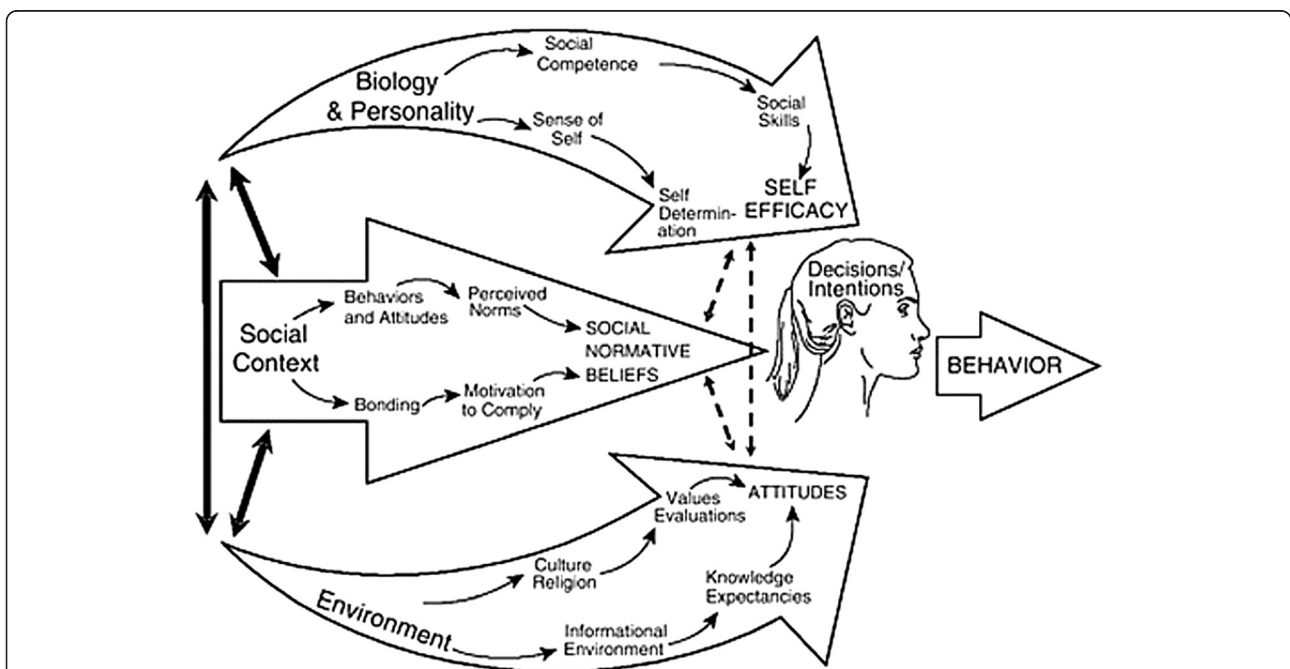 Biology
& Personality
Social
Competence
Social
Skills
Sense of
Self
Self
Determin-
ation
SELF
EFFICACY
Social
Context
Behaviors
and Attitudes
Perceived
Norms
SOCIAL
NORMATIVE
BELIEFS
Bonding
Motivation
to Comply
Decisions/
Intentions
BEHAVIOR
Environment
Culture
Religion
Values
Evaluations
ATTITUDES
Informational
Environment
Knowledge
Expectancies